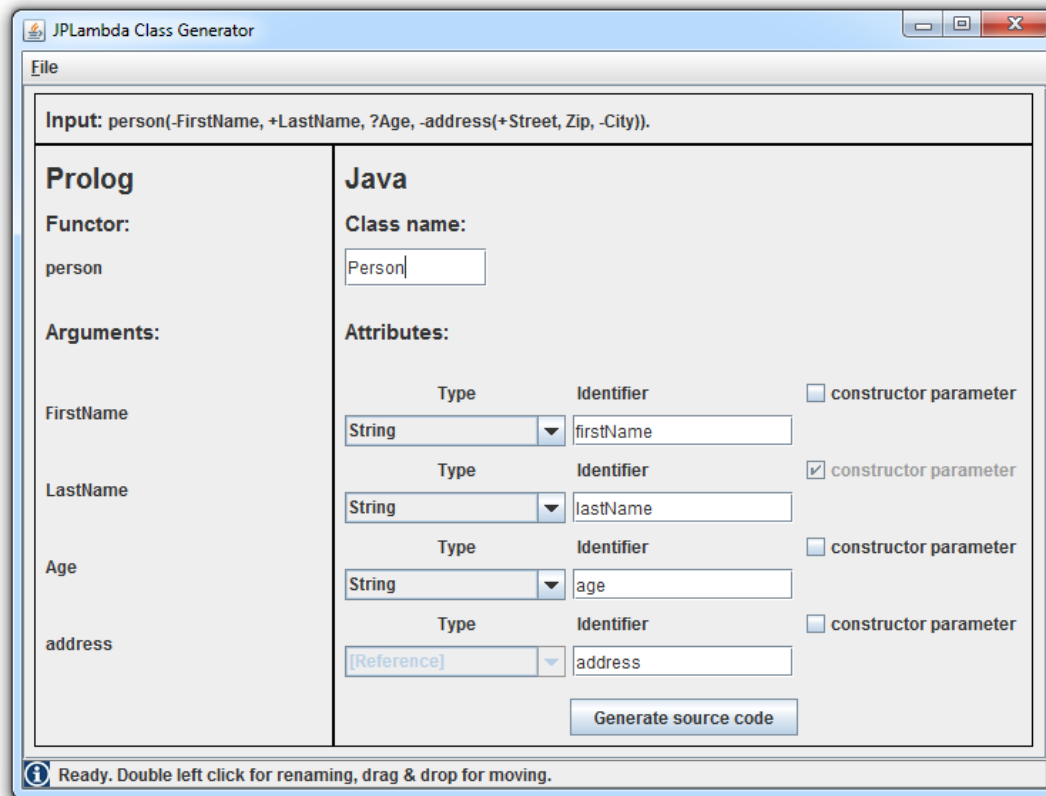 JPLambda Class Generator
File
Input: person(-FirstName, +LastName, ?Age, -address(+Street, Zip, -City)).
Prolog
Java
Functor:
Class name:
person
Person
Arguments:
Attributes:
Type Identifier constructor parameter
FirstName
String firstName
Type Identifier constructor parameter
LastName
String lastName
Type Identifier constructor parameter
Age
String age
Type Identifier constructor parameter
address
[Reference] address
Generate source code
Ready. Double left click for renaming, drag & drop for moving.